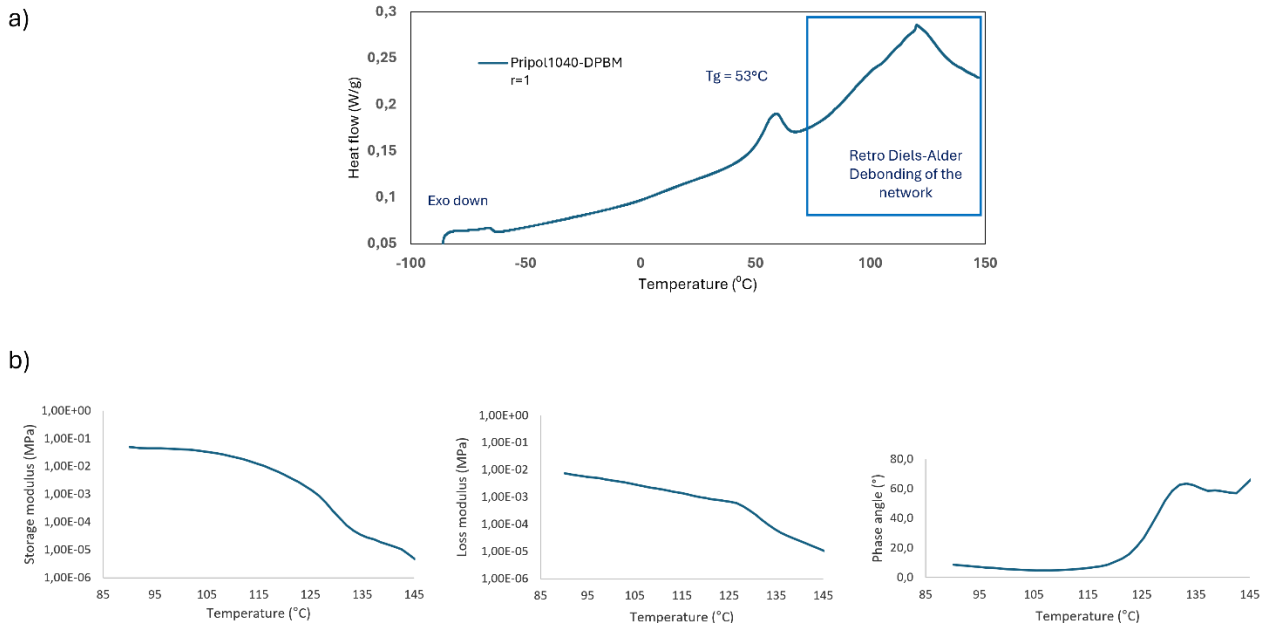 a)
0,3
0,25
0,2
0,15
0,1
0,05
Heat flow (W/g)
Pripol1040-DPBM
r=1
Tg = 53°C
Exo down
Retro Diels-Alder
Debonding of the
network
-100
-50
0
50
100
150
Temperature (°C)
b)
1,00E+00
1,00E-01
1,00E-02
1,00E-03
1,00E-04
1,00E-05
1,00E-06
Storage modulus (MPa)
85
95
105
115
125
135
145
Temperature (°C)
1,00E+00
1,00E-01
1,00E-02
1,00E-03
1,00E-04
1,00E-05
1,00E-06
Loss modulus (MPa)
85
95
105
115
125
135
145
Temperature (°C)
80,0
60,0
40,0
20,0
0,0
Phase angle (°)
85
95
105
115
125
135
145
Temperature (°C)